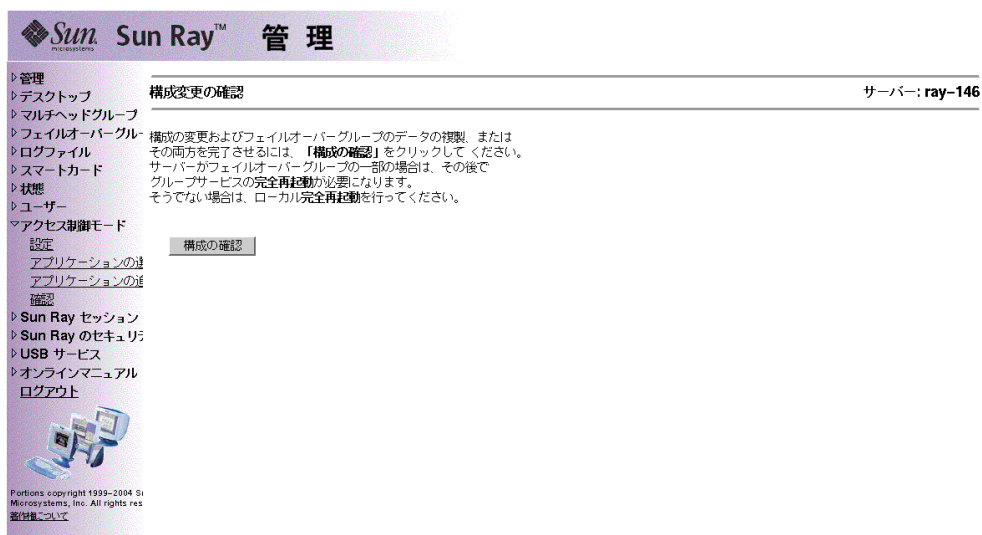 Sun
microsystems
Sun Ray™ 管理
管理
デスクトップ
マルチヘッドグループ
フェイルオーバーグルー
ログファイル
スマートカード
状態
ユーザー
アクセス制御モード
設定
アプリケーションの選
アプリケーションの追
確認
Sun Ray セッション
Sun Ray のセキュリテ
USB サービス
オンラインマニュアル
ログアウト
Portions copyright 1999-2004 Su
Microsystems, Inc. All rights res
著作権について
構成変更の確認
サーバー: ray-146
構成の変更およびフェイルオーバーグループのデータの複製、または
その両方を完了させるには、「構成の確認」をクリックして ください。
サーバーがフェイルオーバーグループの一部の場合は、その後で
グループサービスの完全再起動が必要になります。
そうでない場合は、ローカル完全再起動を行ってください。
構成の確認